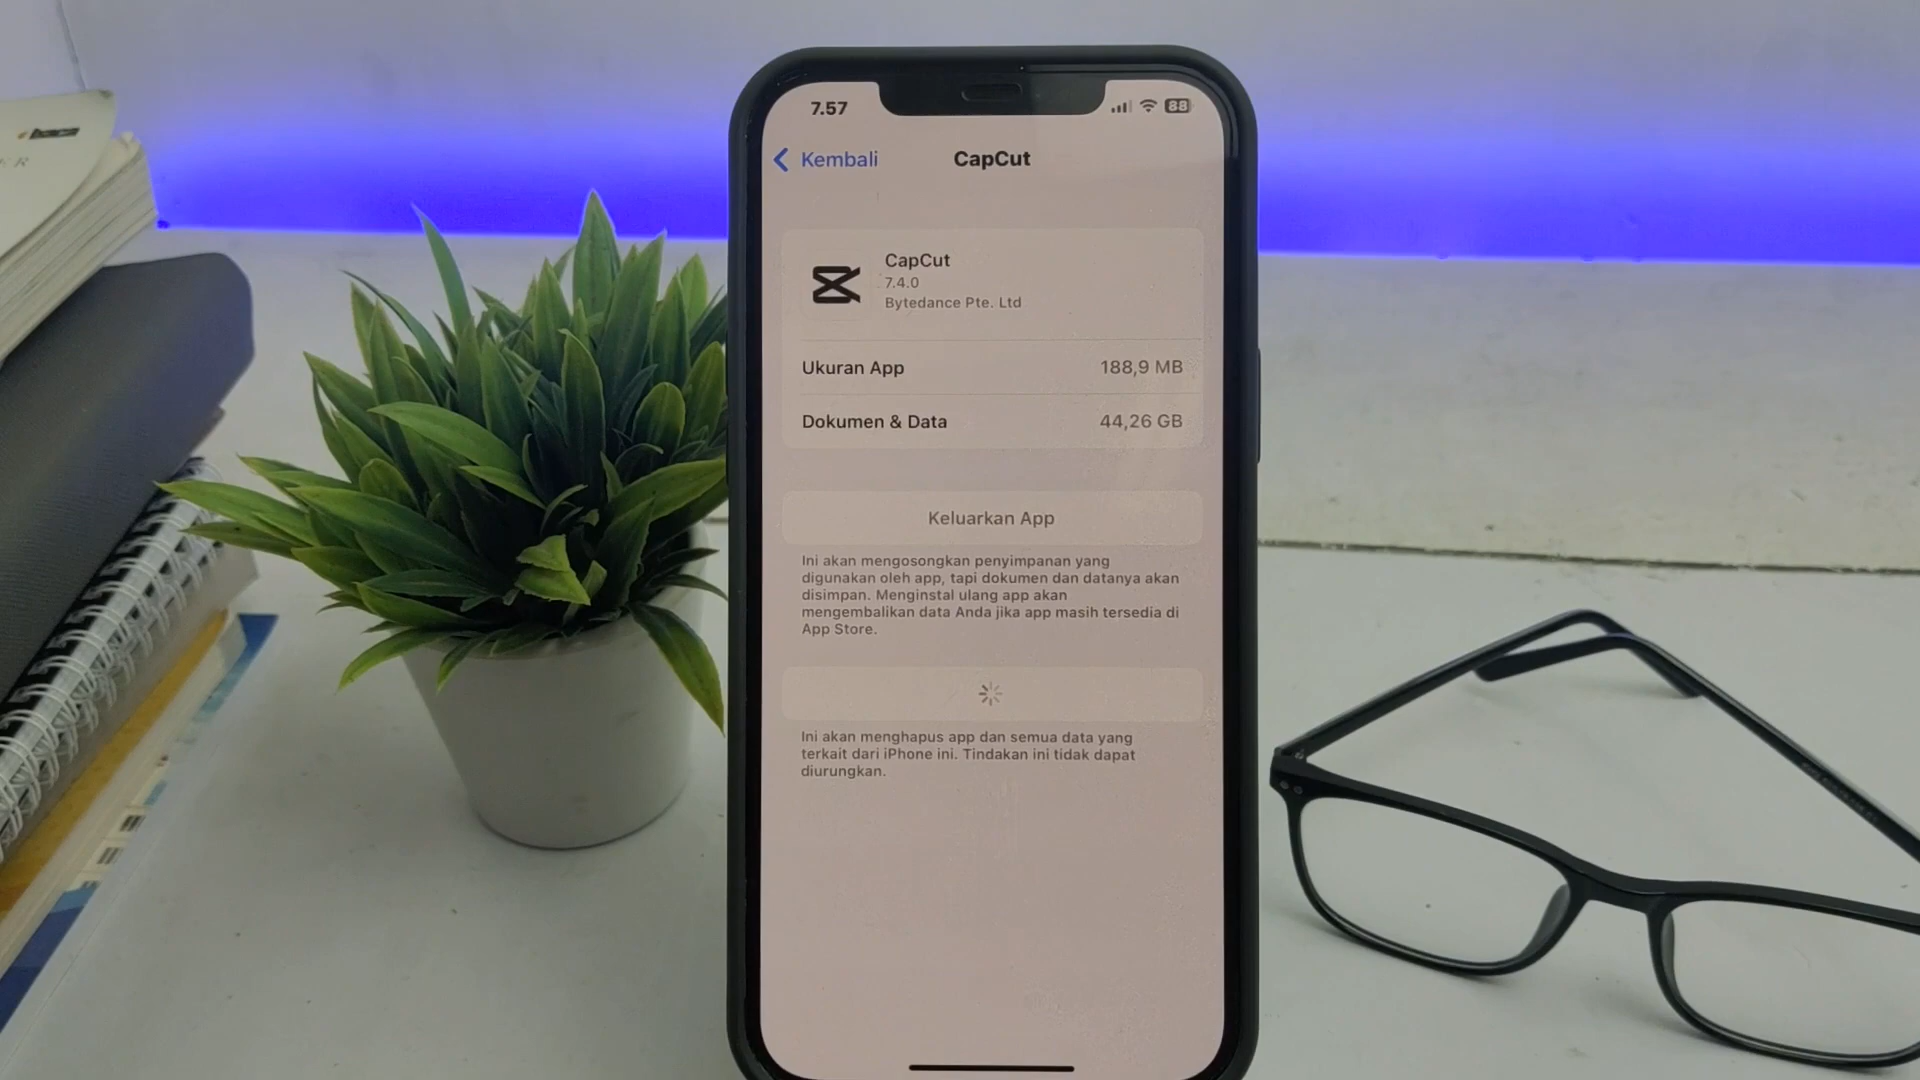 baca
ER
7.57
88
Kembali
CapCut
CapCut
7.4.0
Bytedance Pte. Ltd
Ukuran App 188,9 MB
Dokumen & Data 44,26 GB
Keluarkan App
Ini akan mengosongkan penyimpanan yang
digunakan oleh app, tapi dokumen dan datanya akan
disimpan. Menginstal ulang app akan
mengembalikan data Anda jika app masih tersedia di
App Store.
Ini akan menghapus app dan semua data yang
terkait dari iPhone ini. Tindakan ini tidak dapat
diurungkan.